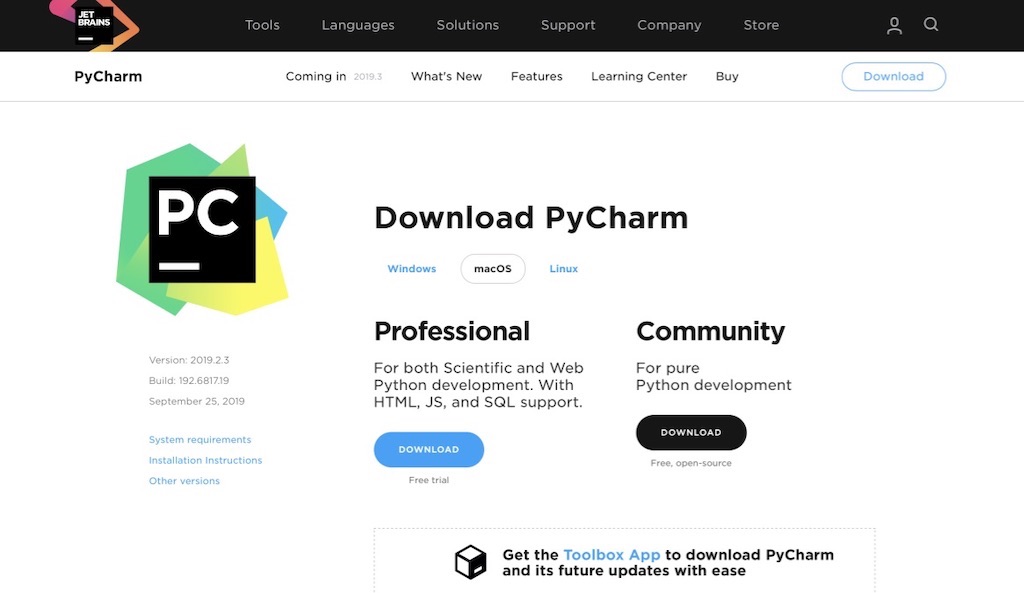 JET
BRAINS
Tools Languages Solutions Support Company Store
PyCharm Coming in 2019.3 What's New Features Learning Center Buy Download
PC
Download PyCharm
Windows macOS Linux
Professional
For both Scientific and Web
Python development. With
HTML, JS, and SQL support.
DOWNLOAD
Free trial
Community
For pure
Python development
DOWNLOAD
Free, open-source
Version: 2019.2.3
Build: 192.6817.19
September 25, 2019
System requirements
Installation Instructions
Other versions
Get the Toolbox App to download PyCharm
and its future updates with ease